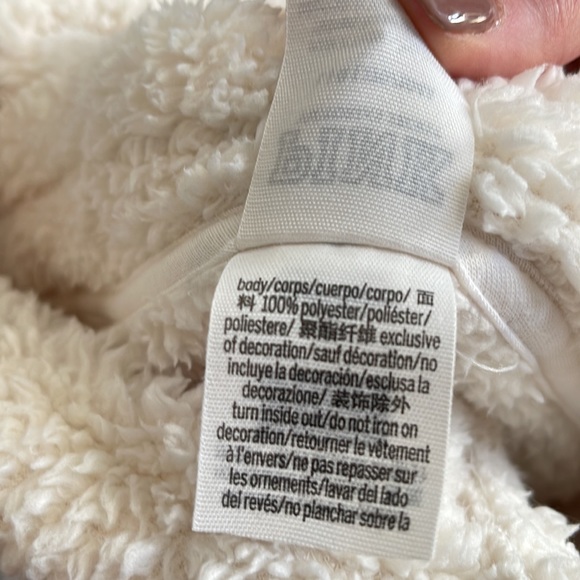 PINK
body/corps/cuerpo/corpo/ 面
料 100% polyester/poliéster/
poliestere/ 聚酯纤维 exclusive
of decoration/sauf décoration/no
incluye la decoración/esclusa la
decorazione/ 装饰除外
turn inside out/do not iron on
decoration/retourner le vêtement
à l'envers/ne pas repasser sur
les ornements/lavar del lado
del revés/no planchar sobre la